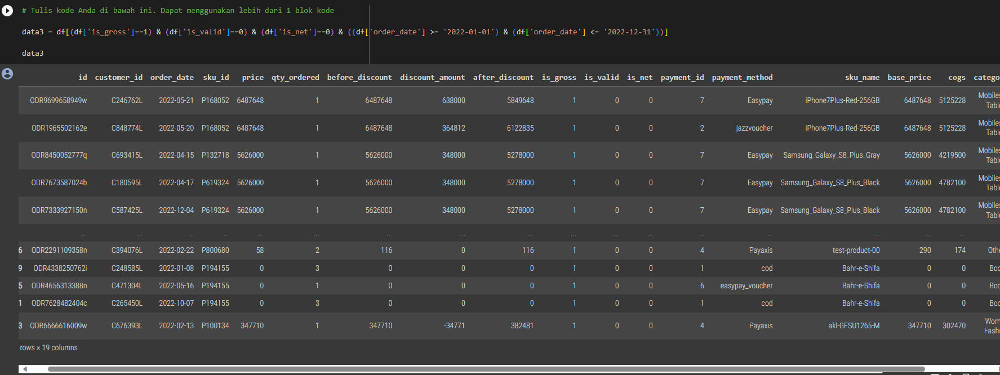 # Tulis kode Anda di bawah ini. Dapat menggunakan lebih dari 1 blok kode
data3 = df[(df['is_gross']==1) & (df['is_valid']==0) & (df['is_net']==0) & ((df['order_date'] >= '2022-01-01') & (df['order_date'] <= '2022-12-31'))]
data3
id customer_id order_date sku_id price qty_ordered before_discount discount_amount after_discount is_gross is_valid is_net payment_id payment_method sku_name base_price cogs catego
ODR9699658949w C246762L 2022-05-21 P168052 6487648 1 6487648 638000 5849648 1 0 0 7 Easypay iPhone7Plus-Red-256GB 6487648 5125228 Mobiles
Tabl
ODR1965502162e C848774L 2022-05-20 P168052 6487648 1 6487648 364812 6122835 1 0 0 2 jazzvoucher iPhone7Plus-Red-256GB 6487648 5125228 Mobiles
Tabl
ODR8450052777q C693415L 2022-04-15 P132718 5626000 1 5626000 348000 5278000 1 0 0 7 Easypay Samsung_Galaxy_S8_Plus_Gray 5626000 4219500 Mobiles
Tabl
ODR7673587024b C180595L 2022-04-17 P619324 5626000 1 5626000 348000 5278000 1 0 0 7 Easypay Samsung_Galaxy_S8_Plus_Black 5626000 4782100 Mobiles
Tabl
ODR7333927150n C587425L 2022-12-04 P619324 5626000 1 5626000 348000 5278000 1 0 0 7 Easypay Samsung_Galaxy_S8_Plus_Black 5626000 4782100 Mobiles
Tabl
... ... ... ... ... ... ... ... ... ... ... ... ... ... ... ... ...
6 ODR2291109358n C394076L 2022-02-22 P800680 58 2 116 0 116 1 0 0 4 Payaxis test-product-00 290 174 Othe
9 ODR4338250762i C248585L 2022-01-08 P194155 0 3 0 0 0 1 0 0 1 cod Bahr-e-Shifa 0 0 Boo
5 ODR4656313388n C471304L 2022-05-16 P194155 0 1 0 0 0 1 0 0 6 easypay_voucher Bahr-e-Shifa 0 0 Boo
1 ODR7628482404c C265450L 2022-10-07 P194155 0 3 0 0 0 1 0 0 1 cod Bahr-e-Shifa 0 0 Boo
3 ODR6666616009w C676393L 2022-02-13 P100134 347710 1 347710 -34771 382481 1 0 0 4 Payaxis akl-GFSU1265-M 347710 302470 Wom
Fashi
rows × 19 columns